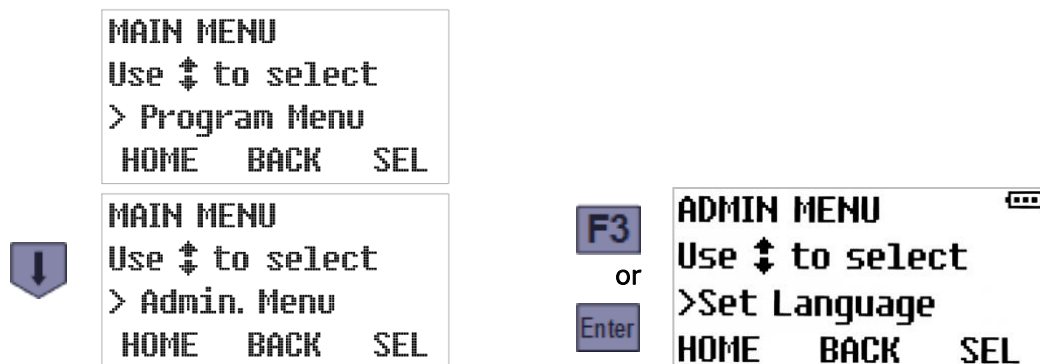 MAIN MENU
Use ↕ to select
> Program Menu
HOME BACK SEL
MAIN MENU
Use ↕ to select
> Admin. Menu
HOME BACK SEL
F3
or
Enter
ADMIN MENU
Use ↕ to select
>Set Language
HOME BACK SEL